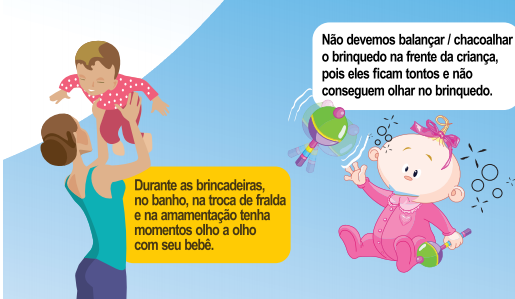 Não devemos balançar / chacoalhar
o brinquedo na frente da criança,
pois eles ficam tontos e não
conseguem olhar no brinquedo.
Durante as brincadeiras,
no banho, na troca de fralda
e na amamentação tenha
momentos olho a olho
com seu bebê.